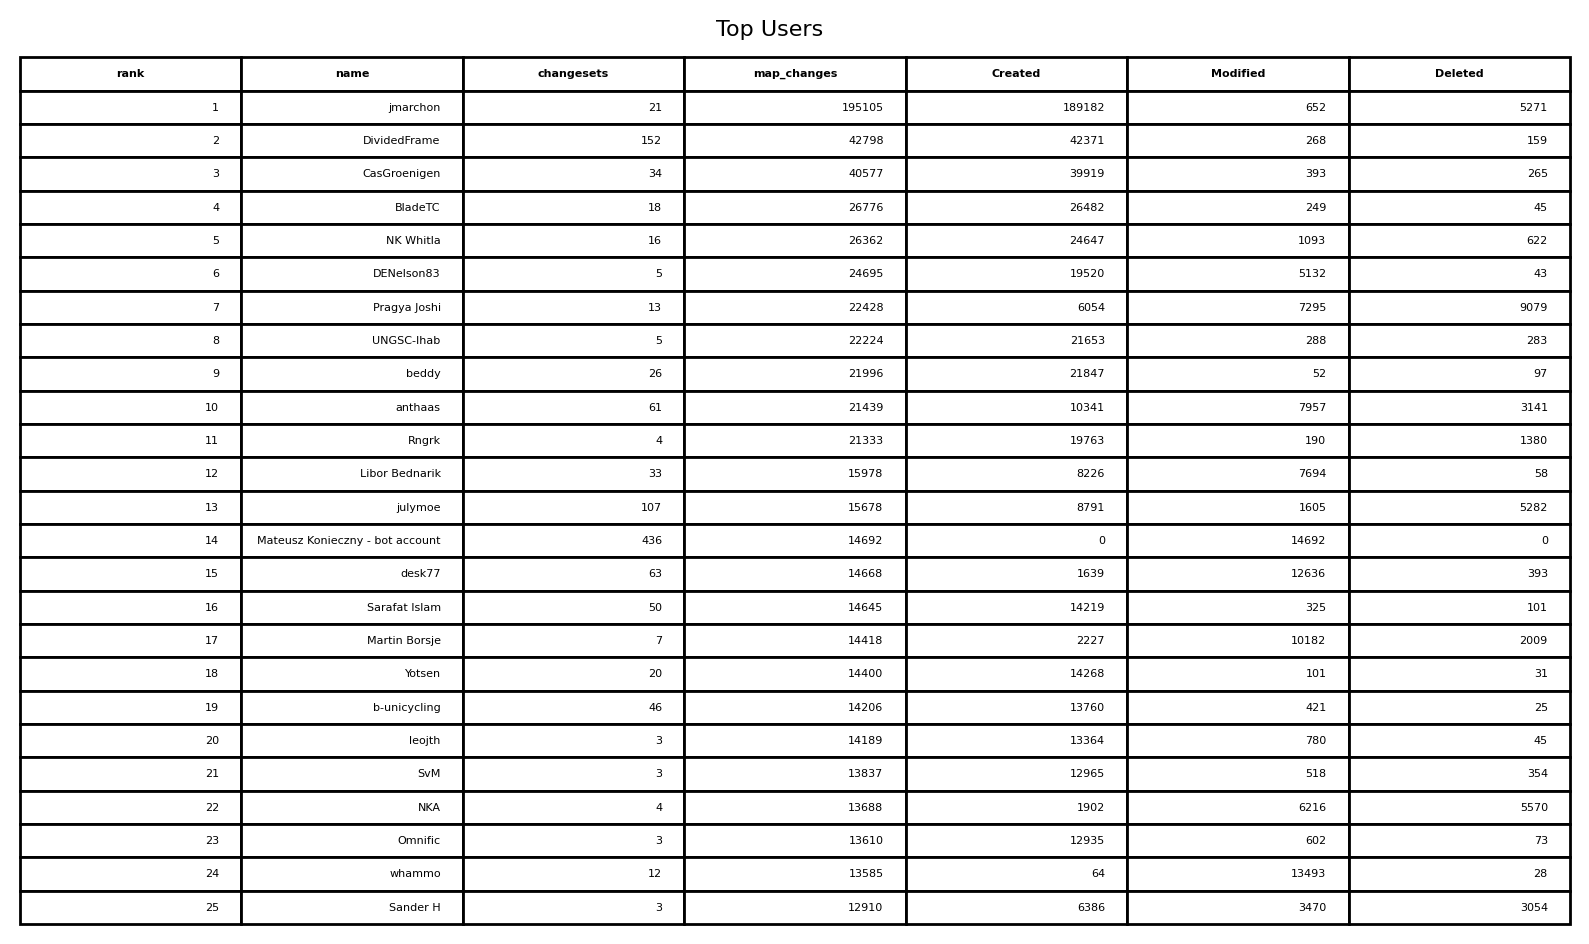 Top Users
rank name changesets map_changes Created Modified Deleted
1 jmarchon 21 195105 189182 652 5271
2 DividedFrame 152 42798 42371 268 159
3 CasGroenigen 34 40577 39919 393 265
4 BladeTC 18 26776 26482 249 45
5 NK Whitla 16 26362 24647 1093 622
6 DENelson83 5 24695 19520 5132 43
7 Pragya Joshi 13 22428 6054 7295 9079
8 UNGSC-Ihab 5 22224 21653 288 283
9 beddy 26 21996 21847 52 97
10 anthaas 61 21439 10341 7957 3141
11 Rngrk 4 21333 19763 190 1380
12 Libor Bednarik 33 15978 8226 7694 58
13 julymoe 107 15678 8791 1605 5282
14 Mateusz Konieczny - bot account 436 14692 0 14692 0
15 desk77 63 14668 1639 12636 393
16 Sarafat Islam 50 14645 14219 325 101
17 Martin Borsje 7 14418 2227 10182 2009
18 Yotsen 20 14400 14268 101 31
19 b-unicycling 46 14206 13760 421 25
20 leojth 3 14189 13364 780 45
21 SvM 3 13837 12965 518 354
22 NKA 4 13688 1902 6216 5570
23 Omnific 3 13610 12935 602 73
24 whammo 12 13585 64 13493 28
25 Sander H 3 12910 6386 3470 3054